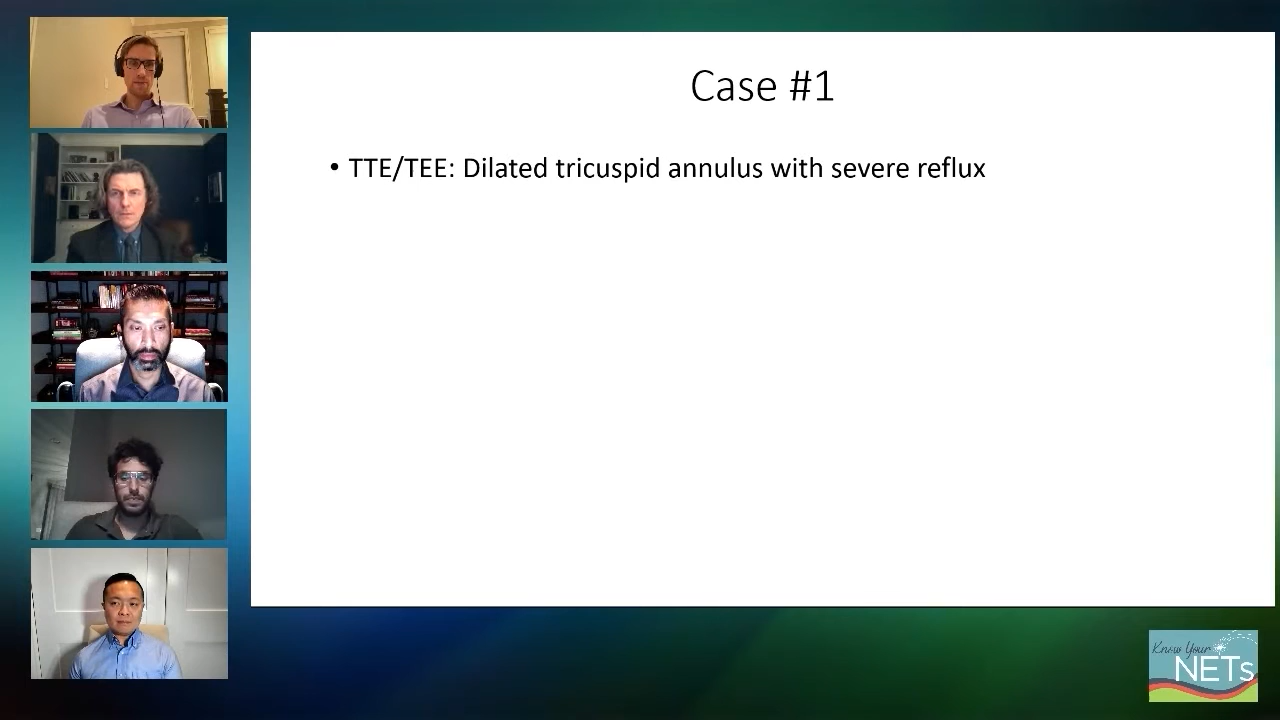 Case #1
• TTE/TEE: Dilated tricuspid annulus with severe reflux
Know Your
NETs